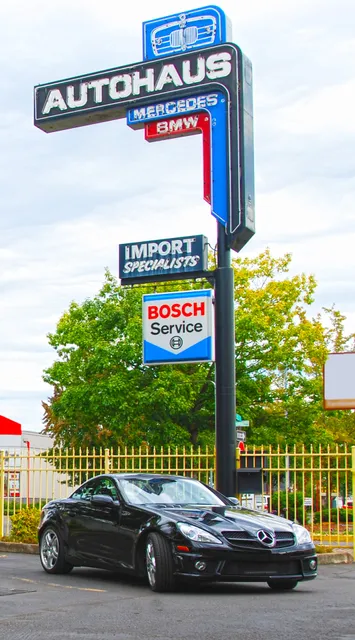 AUTOHAUS
MERCEDES
BMW
IMPORT
SPECIALISTS
BOSCH
Service